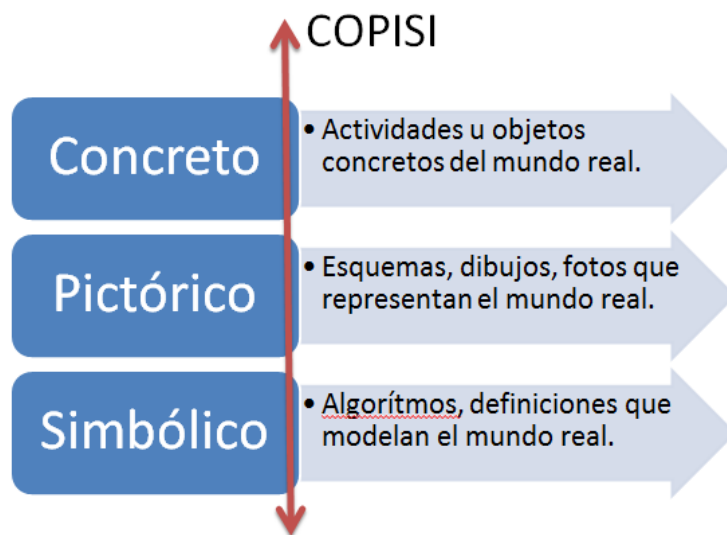 COPISI
Concreto
• Actividades u objetos
concretos del mundo real.
Pictórico
• Esquemas, dibujos, fotos que
representan el mundo real.
Simbólico
• Algorítmos, definiciones que
modelan el mundo real.